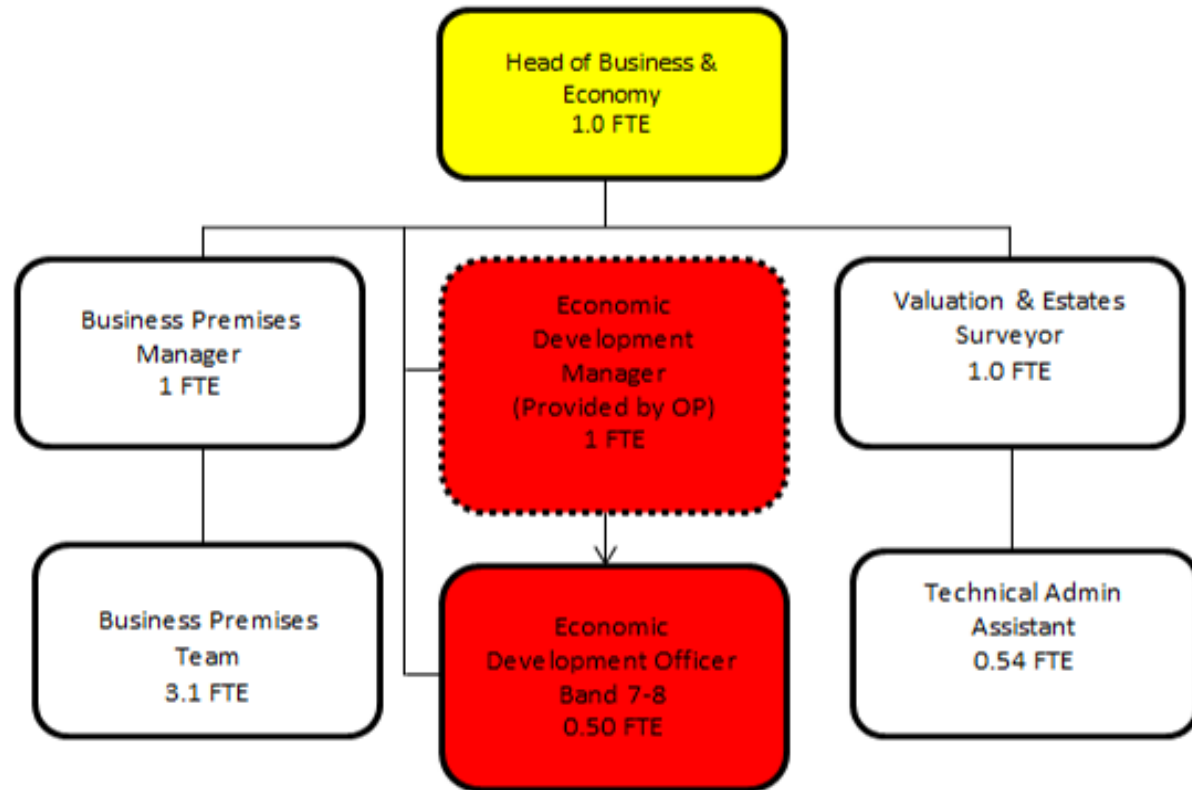 Head of Business &
Economy
1.0 FTE
Business Premises
Manager
1 FTE
Economic
Development
Manager
(Provided by OP)
1 FTE
Valuation & Estates
Surveyor
1.0 FTE
Business Premises
Team
3.1 FTE
Economic
Development Officer
Band 7-8
0.50 FTE
Technical Admin
Assistant
0.54 FTE